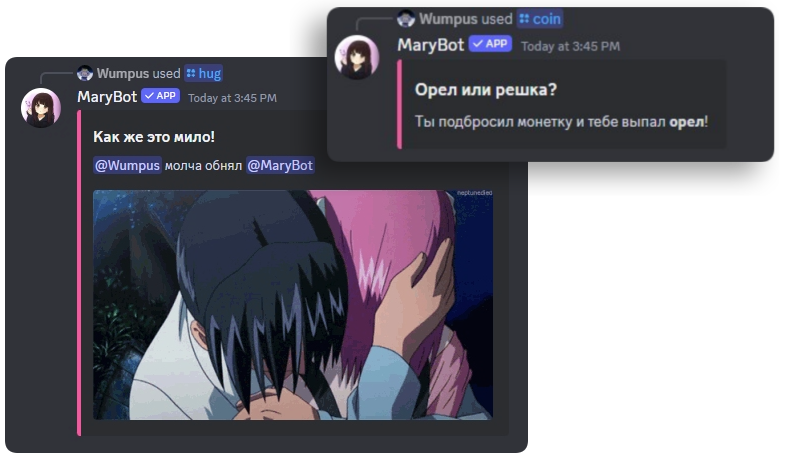 Wumpus used coin
MaryBot APP Today at 3:45 PM
Орел или решка?
Ты подбросил монетку и тебе выпал орел!
Wumpus used hug
MaryBot APP Today at 3:45 PM
Как же это мило!
@Wumpus молча обнял @MaryBot
neptunedied